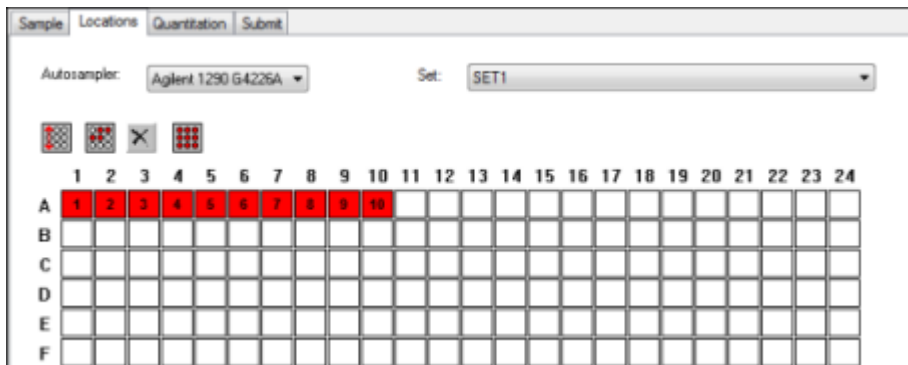 Sample Locations Quantitation Submit
Autosampler: Agilent 1290 G4226A Set: SET1
1 2 3 4 5 6 7 8 9 10 11 12 13 14 15 16 17 18 19 20 21 22 23 24
A 1 2 3 4 5 6 7 8 9 10
B
C
D
E
F